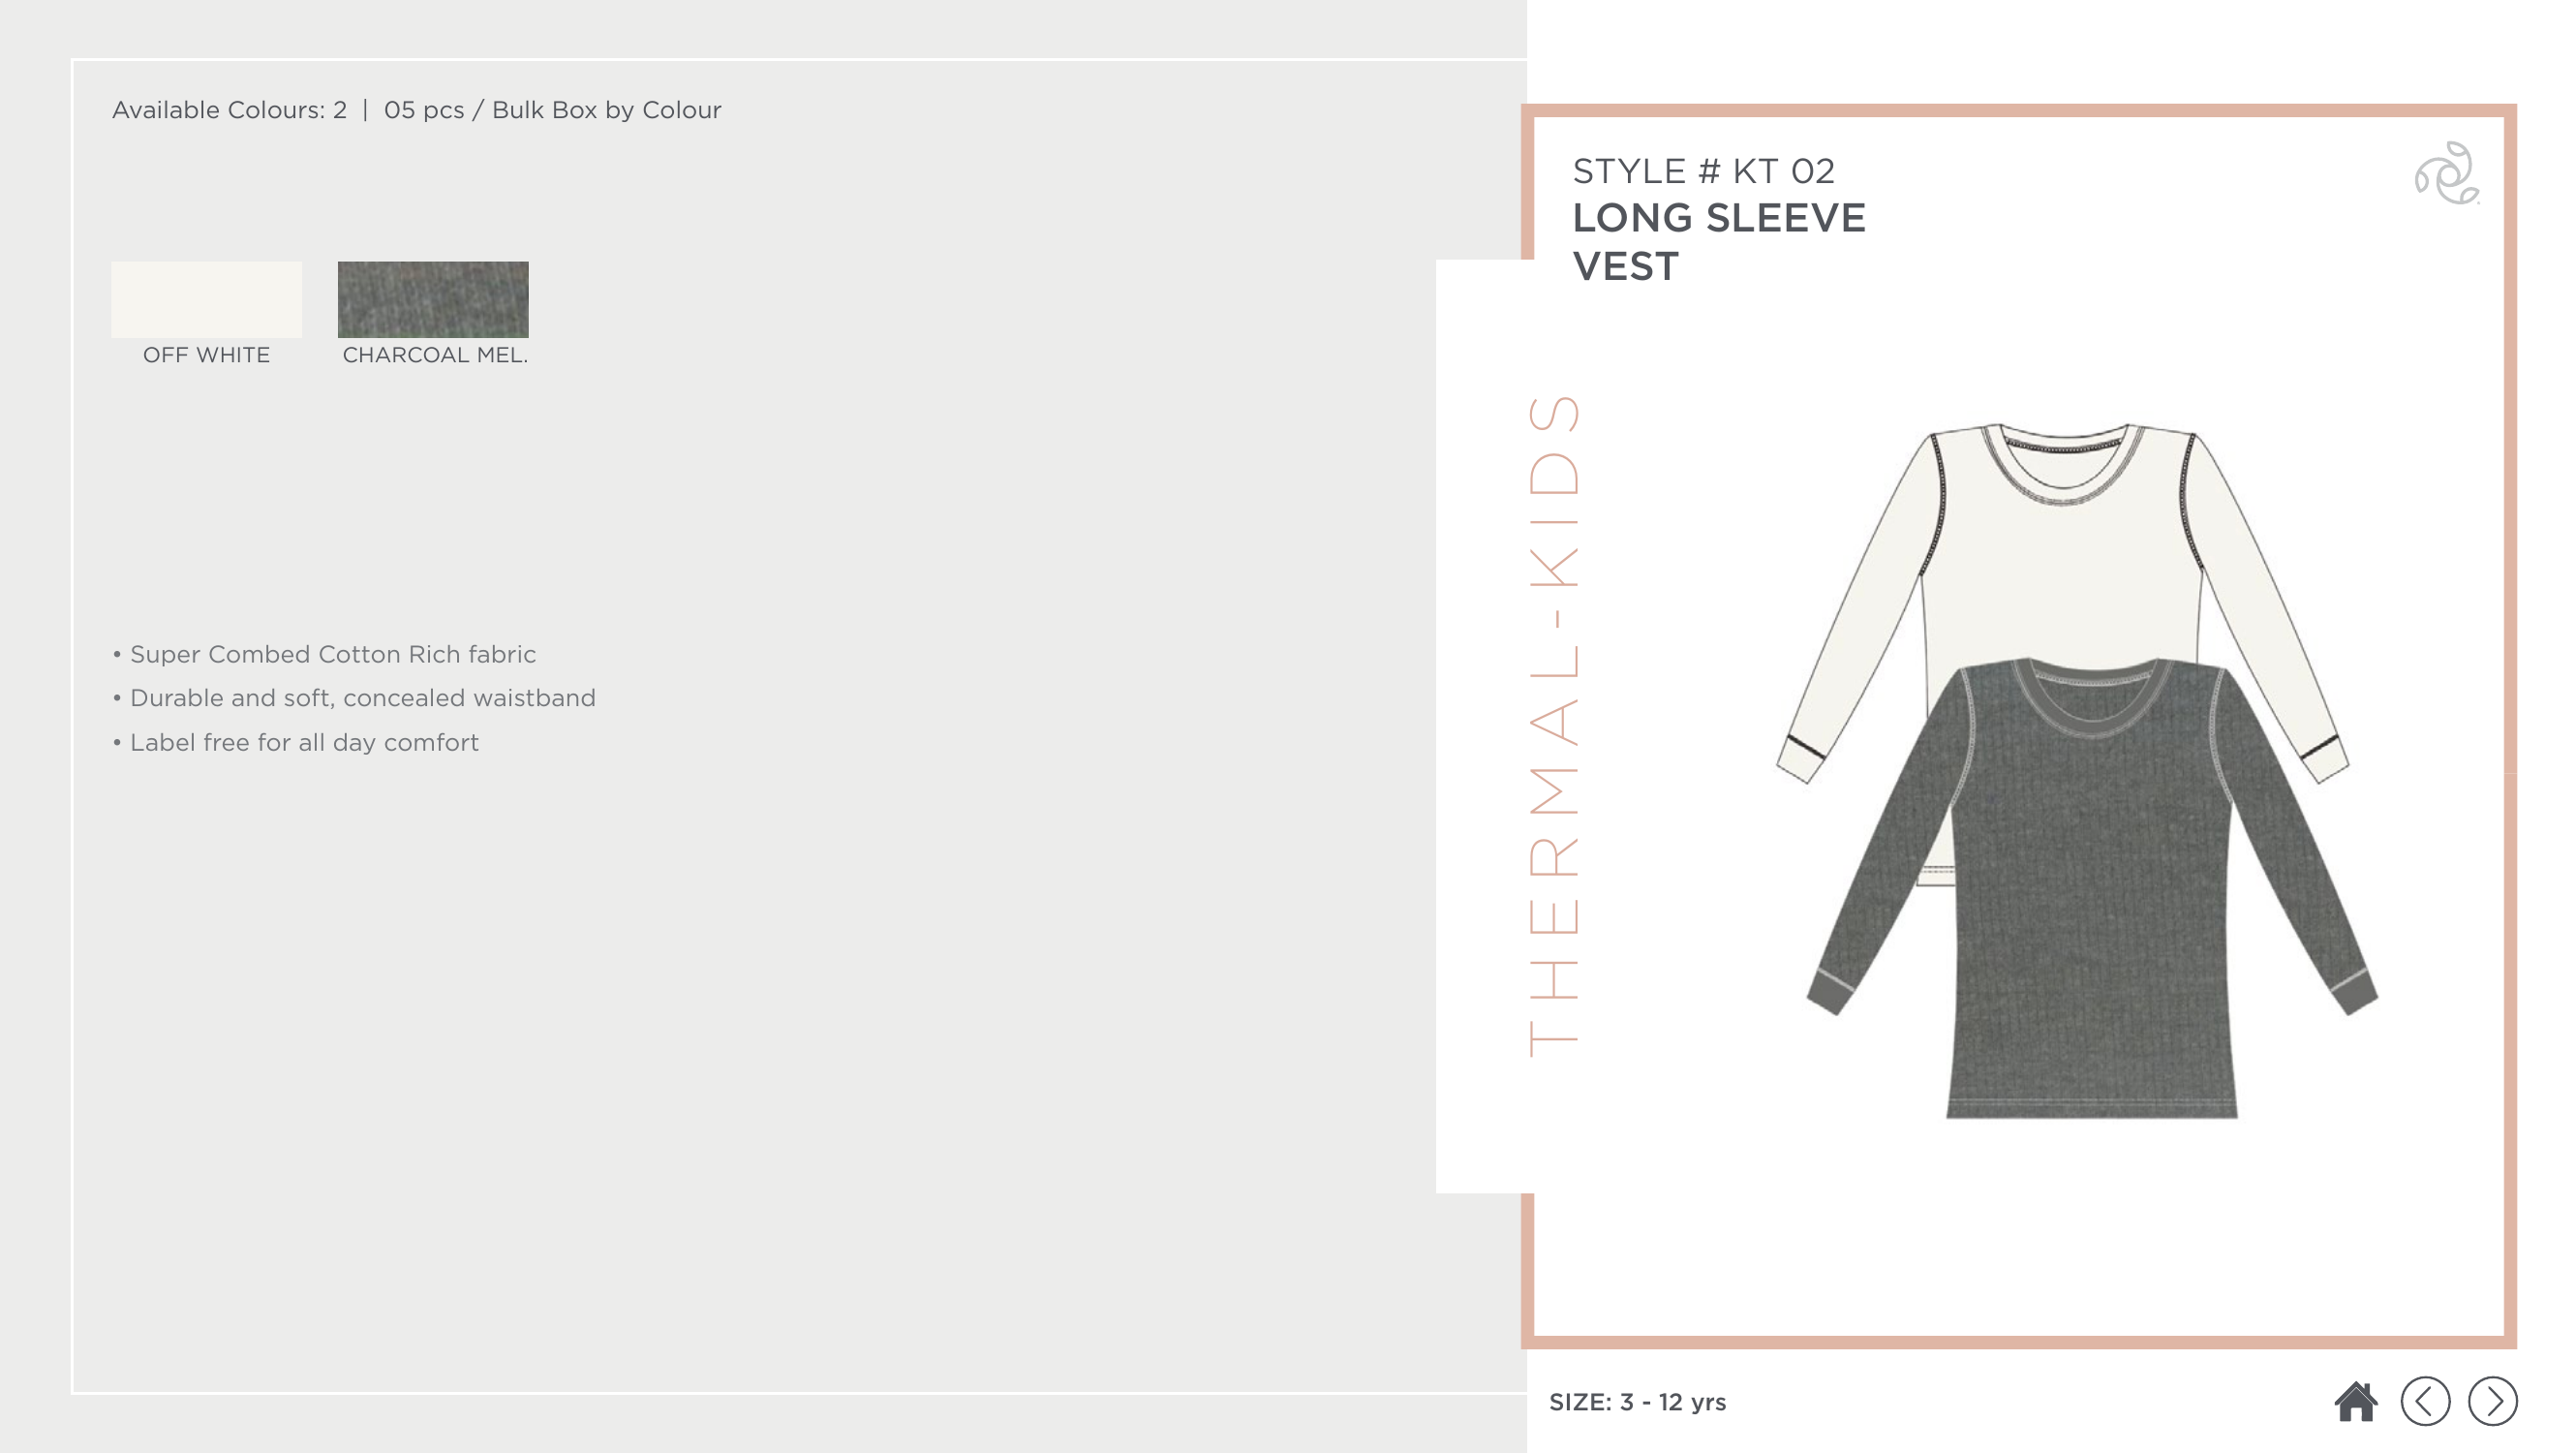 Available Colours: 2 | 05 pcs / Bulk Box by Colour
OFF WHITE
CHARCOAL MEL.
• Super Combed Cotton Rich fabric
• Durable and soft, concealed waistband
• Label free for all day comfort
STYLE # KT 02
LONG SLEEVE
VEST
THERMAL-KIDS
SIZE: 3 - 12 yrs